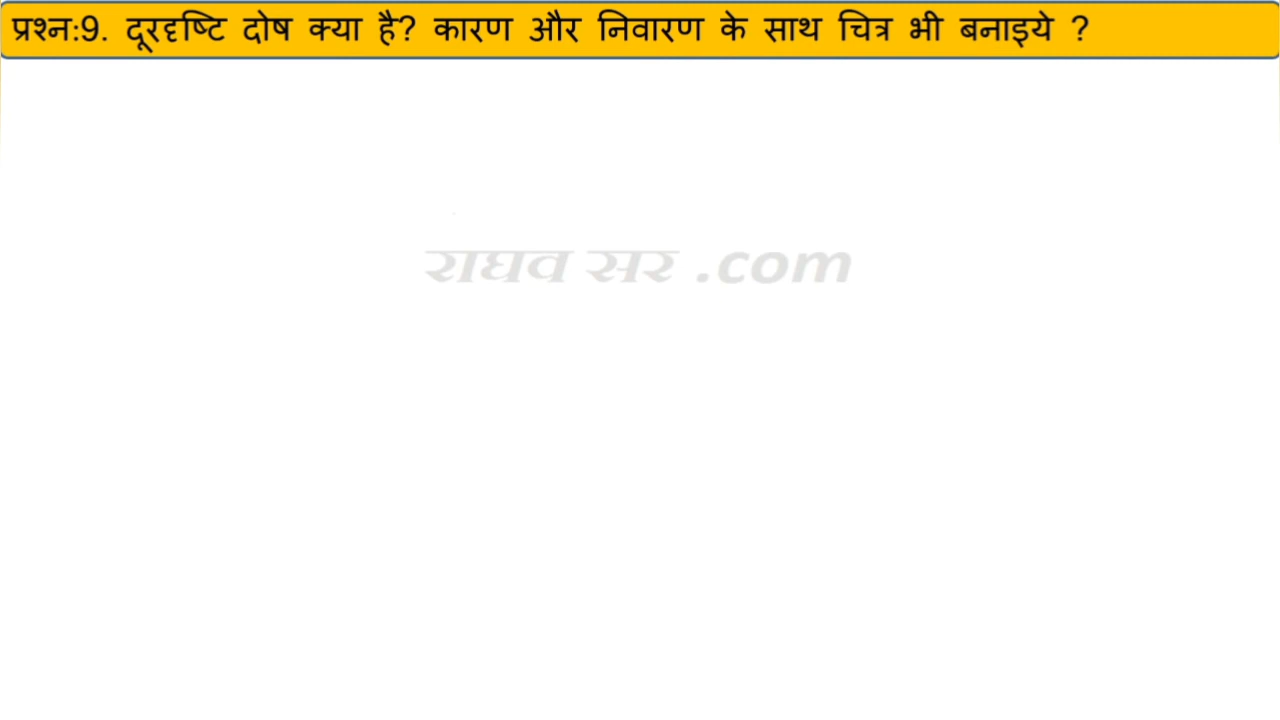 प्रश्न:9. दूरदृष्टि दोष क्या है? कारण और निवारण के साथ चित्र भी बनाइये ?
राघव सर .com